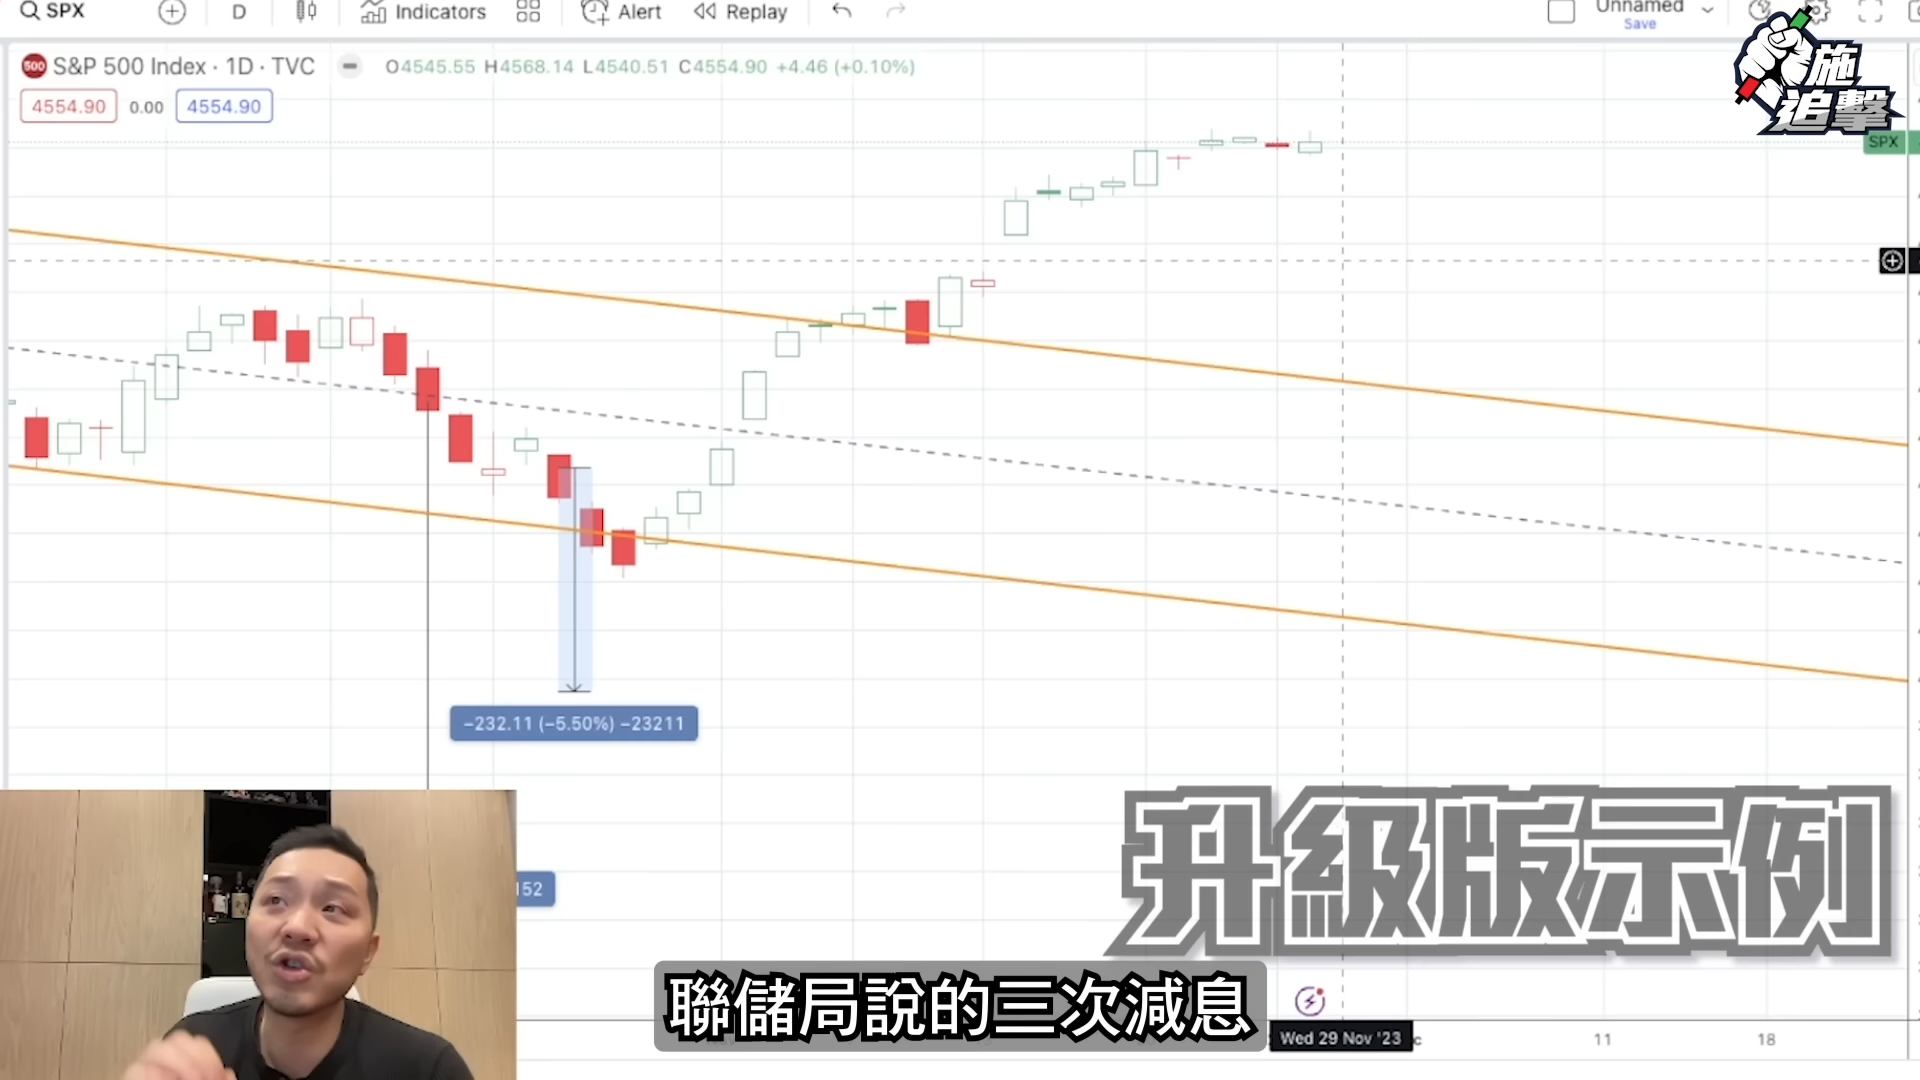 SPX
D
Indicators
Alert
Replay
Unnamed
Save
500 S&P 500 Index · 1D · TVC
O4545.55 H4568.14 L4540.51 C4554.90 +4.46 (+0.10%)
4554.90 0.00 4554.90
施
追擊
SPX
−232.11 (−5.50%) −23211
152
升級版示例
聯儲局說的三次減息
Wed 29 Nov '23
11
18